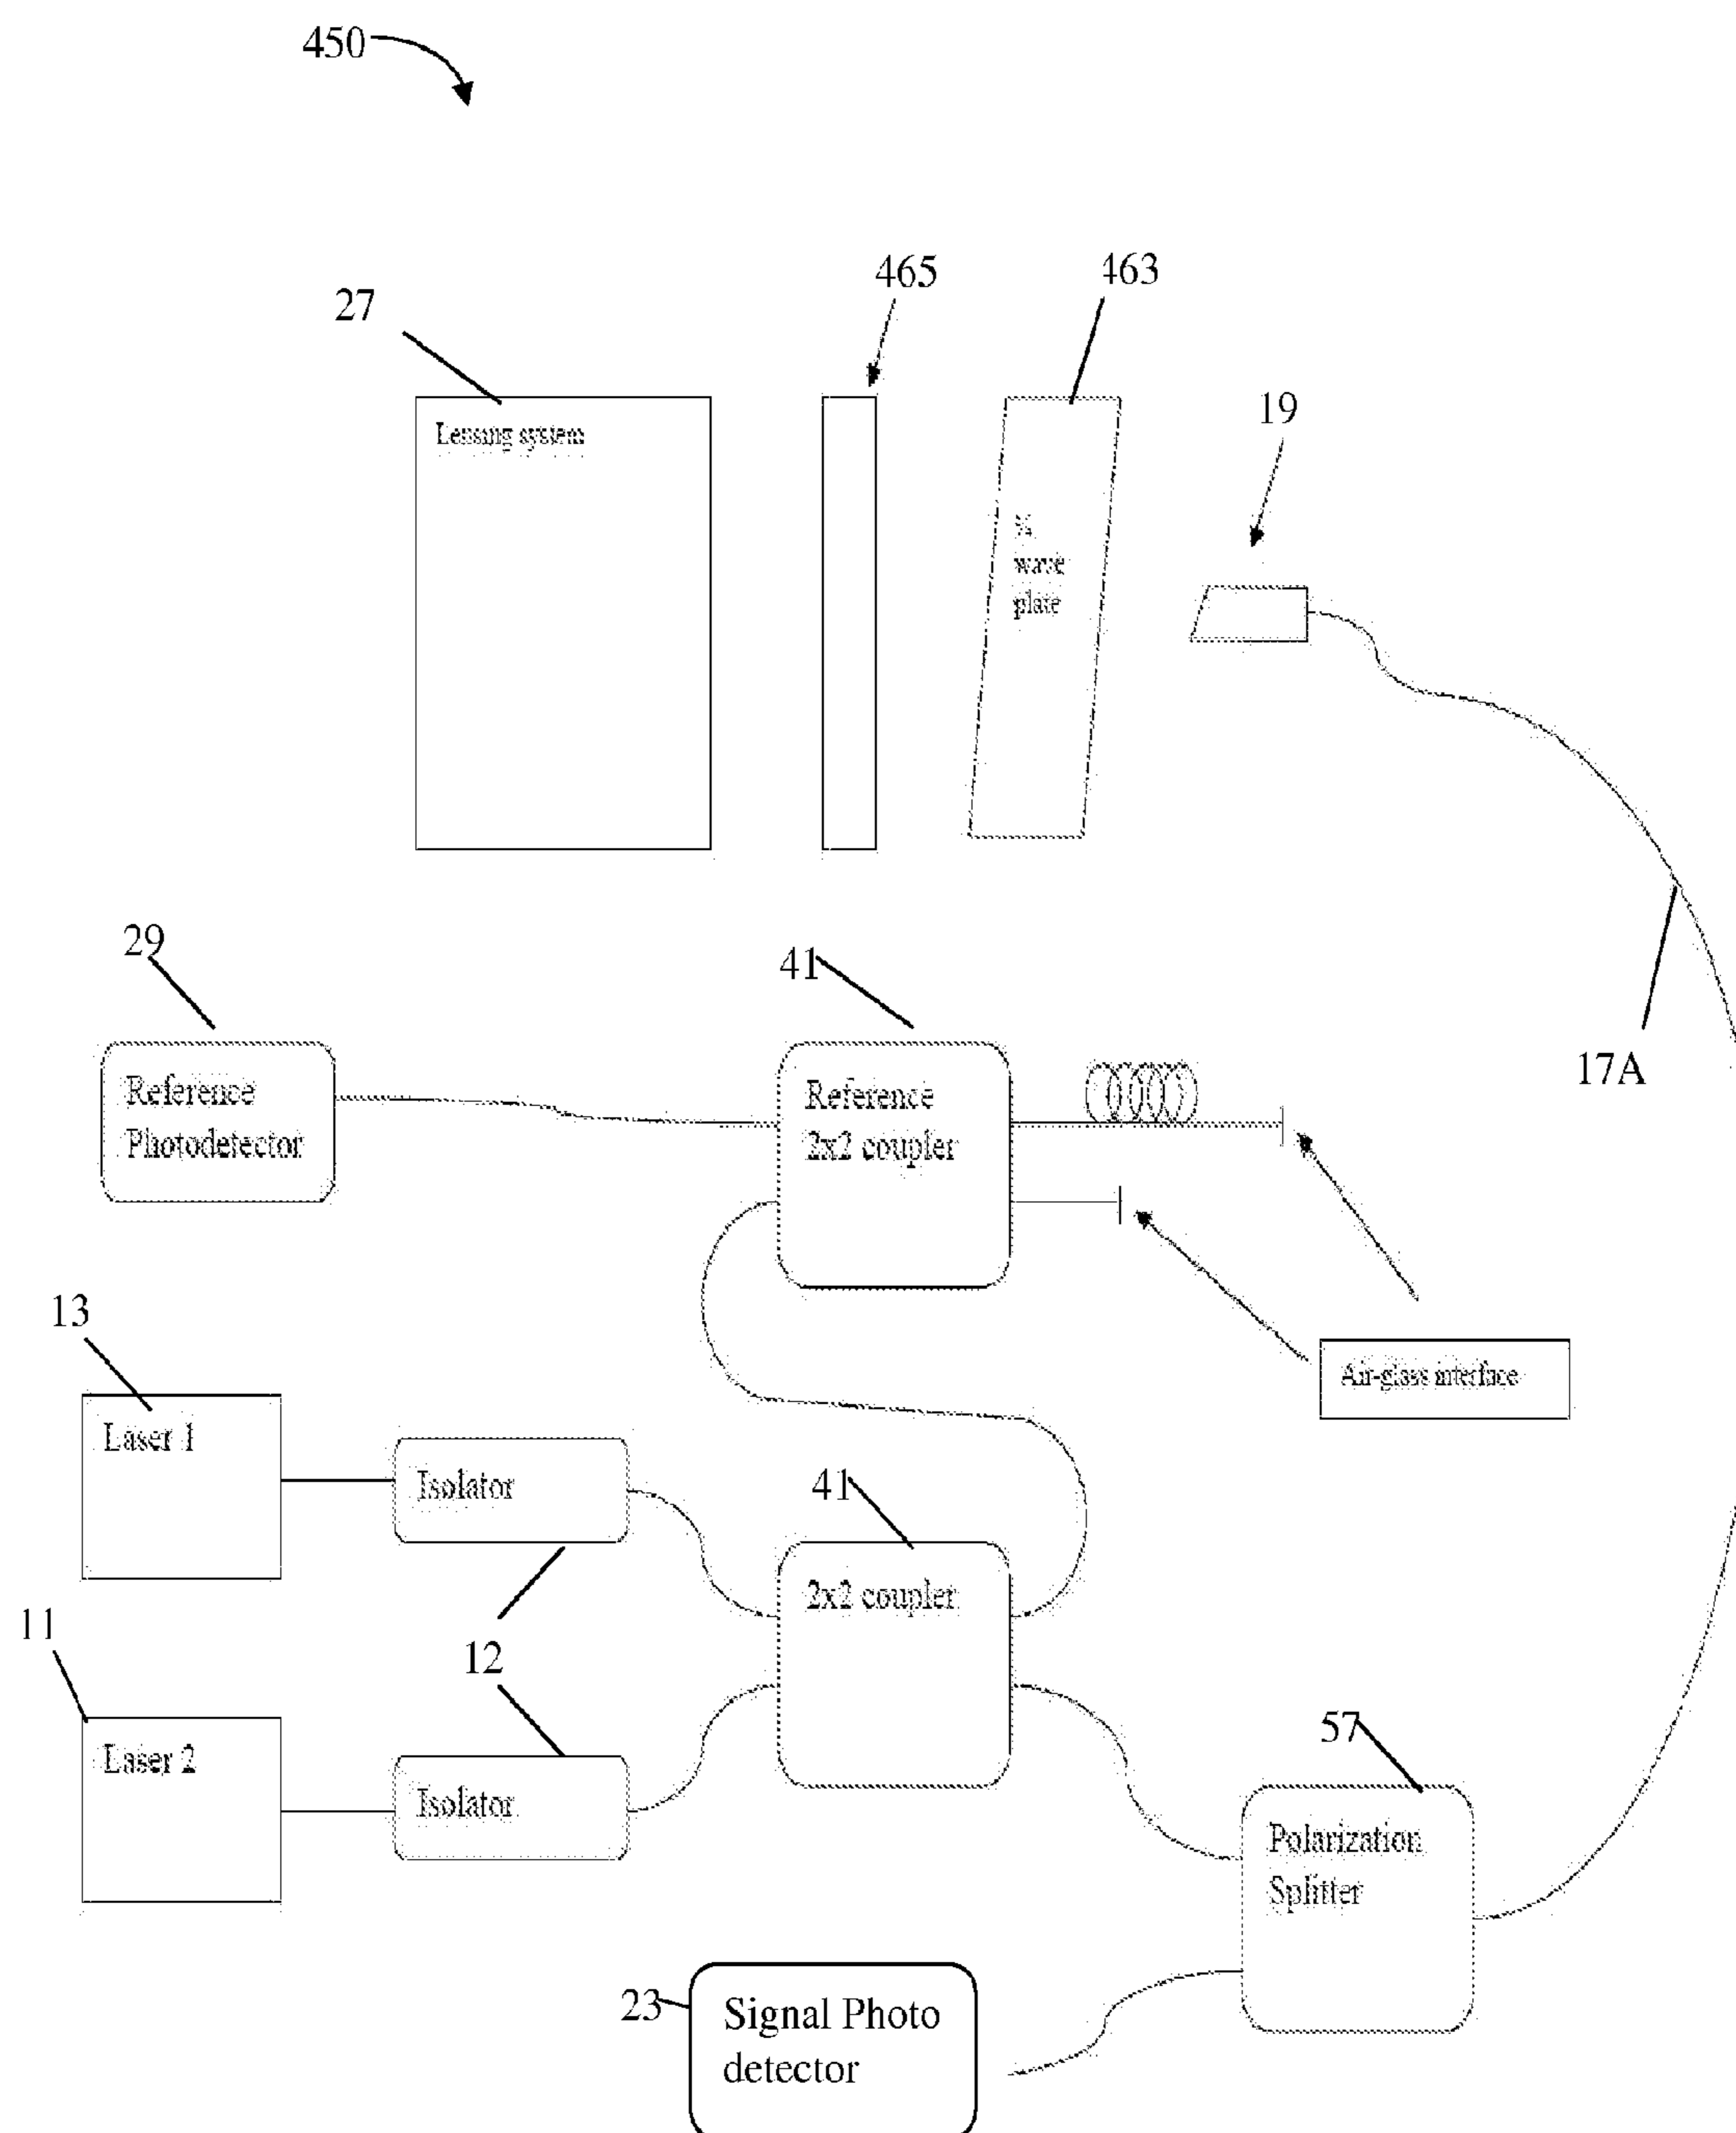 450
465
463
27
19
Lensing system
¼
wave
plate
29
41
17A
Reference
Photodetector
Reference
2x2 coupler
13
Air-glass interface
Laser 1
Isolator
41
2x2 coupler
11
12
57
Laser 2
Isolator
Polarization
Splitter
23
Signal Photo
detector